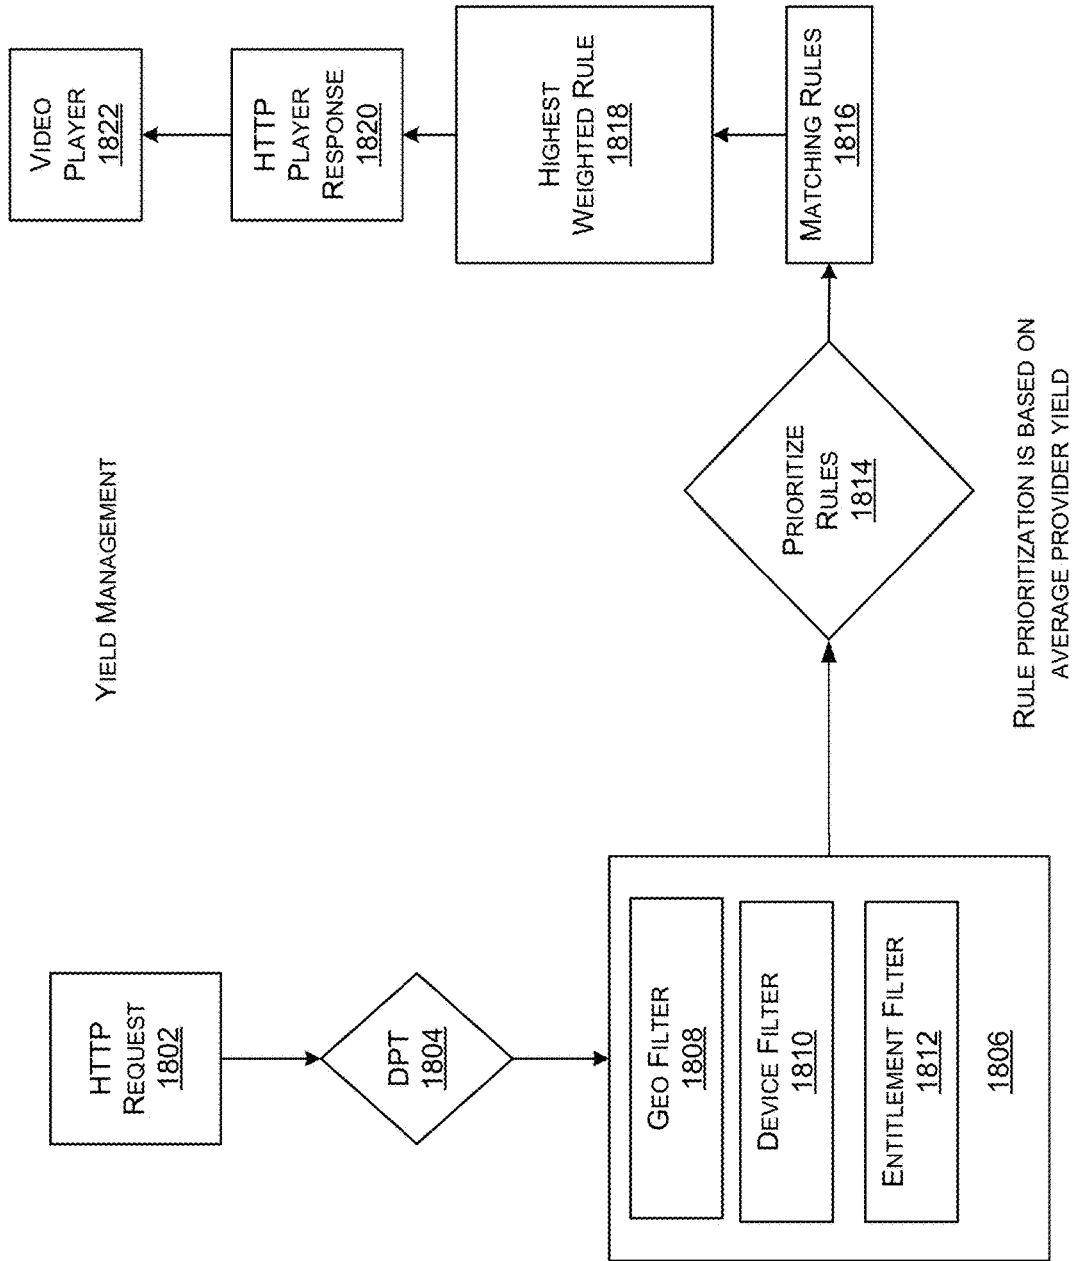 YIELD MANAGEMENT
HTTP
REQUEST
1802
DPT
1804
GEO FILTER
1808
DEVICE FILTER
1810
ENTITLEMENT FILTER
1812
1806
PRIORITIZE
RULES
1814
RULE PRIORITIZATION IS BASED ON
AVERAGE PROVIDER YIELD
MATCHING RULES
1816
HIGHEST
WEIGHTED RULE
1818
HTTP
PLAYER
RESPONSE
1820
VIDEO
PLAYER
1822